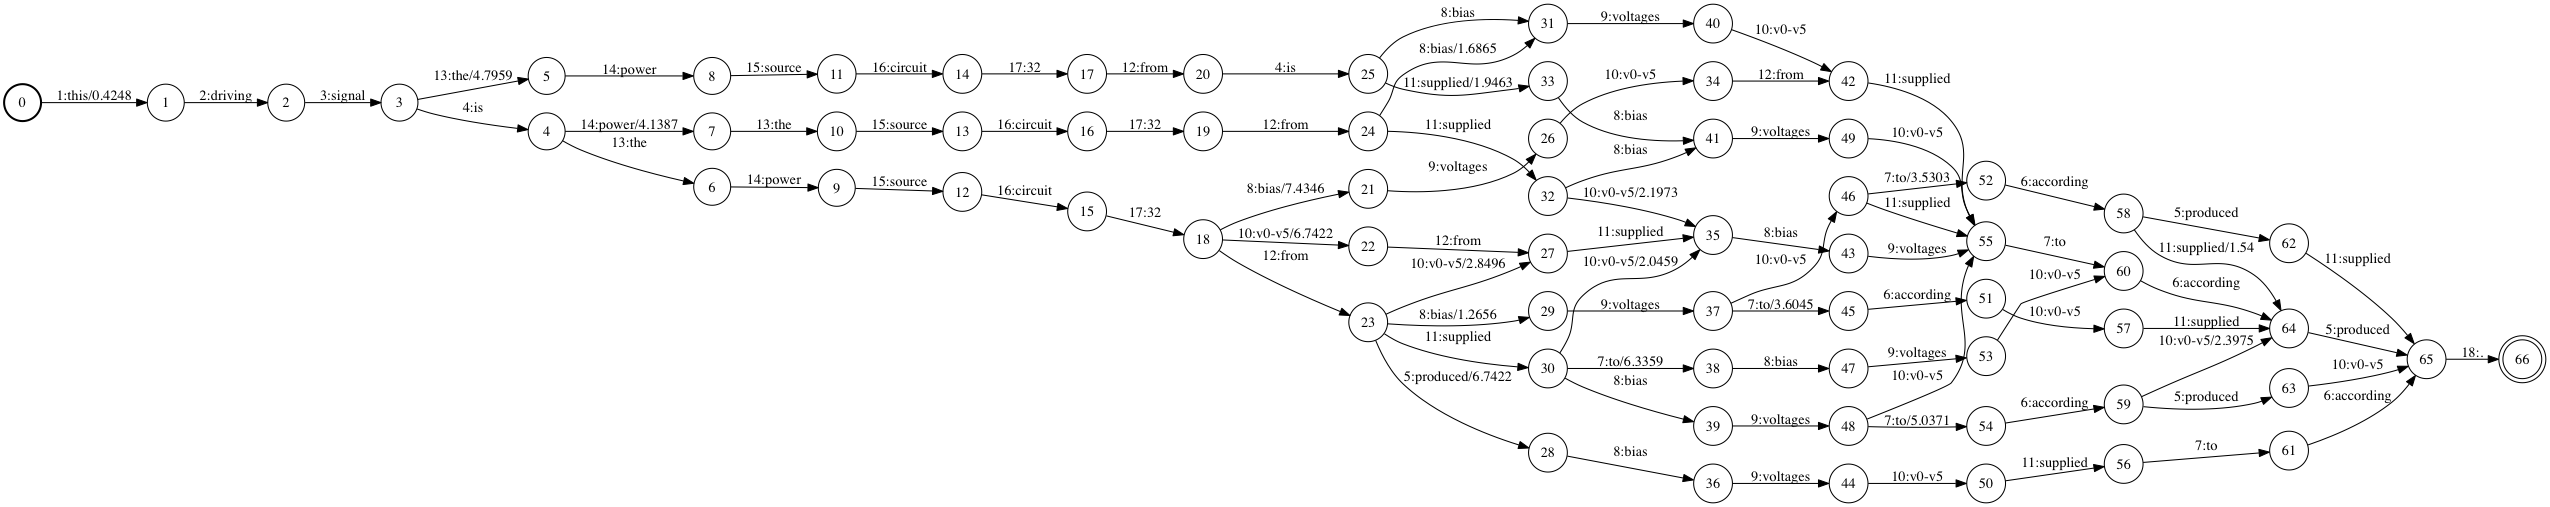 0 1:this/0.4248 1 2:driving 2 3:signal 3
13:the/4.7959 5 14:power 8 15:source 11 16:circuit 14 17:32 17 12:from 20 4:is 25
4:is 4 14:power/4.1387 7 13:the 10 15:source 13 16:circuit 16 17:32 19 12:from 24
13:the 6 14:power 9 15:source 12 16:circuit 15 17:32 18
8:bias 31 9:voltages 40 10:v0-v5 42 11:supplied
8:bias/1.6865
11:supplied/1.9463 33 8:bias 41 9:voltages 49 10:v0-v5
11:supplied 32 8:bias
10:v0-v5/2.1973 35 8:bias 43 9:voltages 55
8:bias/7.4346 21 9:voltages 26 10:v0-v5 34 12:from
10:v0-v5/6.7422 22 12:from 27 11:supplied
12:from 23
10:v0-v5/2.8496
8:bias/1.2656 29 9:voltages 37 10:v0-v5 46 7:to/3.5303 52 6:according 58 5:produced 62 11:supplied
11:supplied
11:supplied/1.54
7:to/3.6045 45 6:according 51 10:v0-v5 57 11:supplied 64 5:produced 65 18:. 66
11:supplied 30 10:v0-v5/2.0459
7:to/6.3359 38 8:bias 47 9:voltages 53 10:v0-v5 60 6:according
7:to
8:bias 39 9:voltages 48 10:v0-v5
7:to/5.0371 54 6:according 59 10:v0-v5/2.3975
5:produced 63 10:v0-v5
5:produced/6.7422 28 8:bias 36 9:voltages 44 10:v0-v5 50 11:supplied 56 7:to 61 6:according